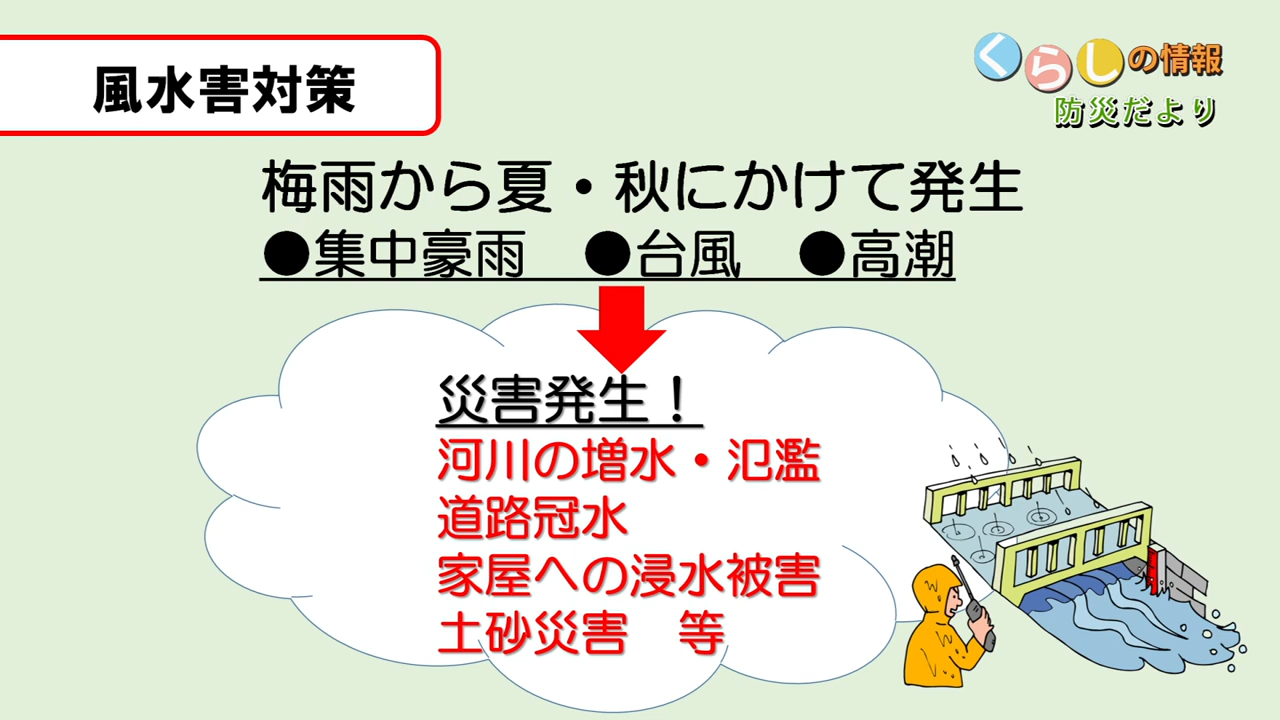 風水害対策
くらしの情報
防災だより
梅雨から夏・秋にかけて発生
●集中豪雨　●台風　●高潮
災害発生！
河川の増水・氾濫
道路冠水
家屋への浸水被害
土砂災害　等